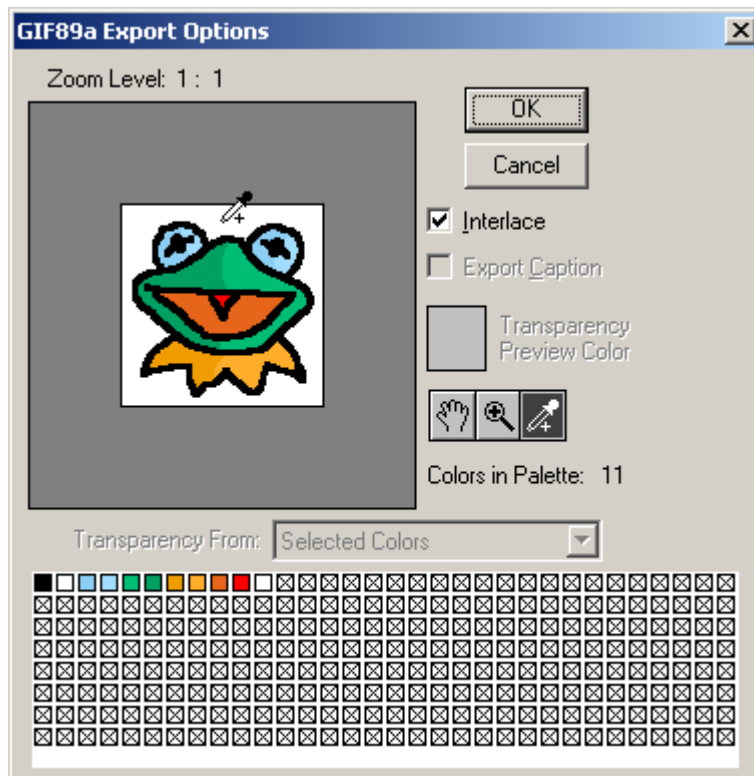 GIF89a Export Options
Zoom Level: 1 : 1
OK
Cancel
Interlace
Export Caption
Transparency
Preview Color
Colors in Palette: 11
Transparency From: Selected Colors